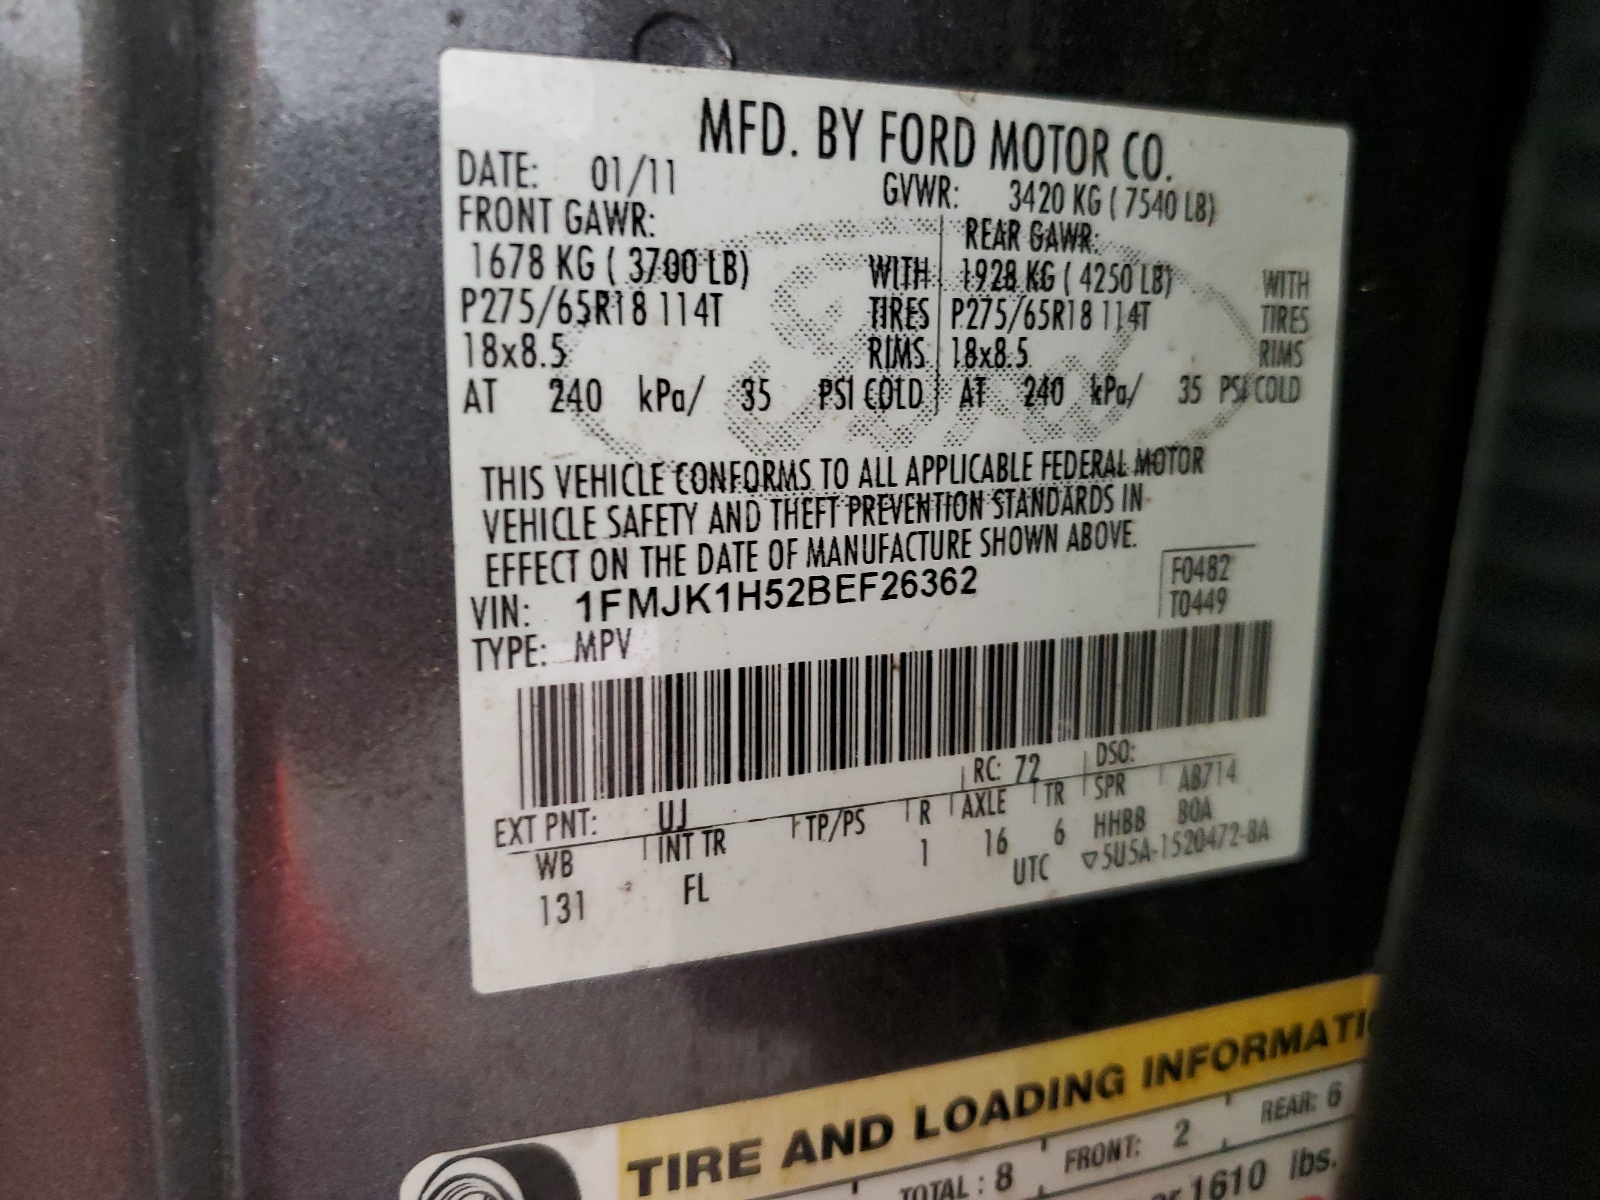 MFD. BY FORD MOTOR CO.
DATE: 01/11 GVWR: 3420 KG ( 7540 LB)
FRONT GAWR: REAR GAWR:
1678 KG ( 3700 LB) WITH 1928 KG ( 4250 LB) WITH
P275/65R18 114T TIRES P275/65R18 114T TIRES
18x8.5 RIMS 18x8.5 RIMS
AT 240 kPa/ 35 PSI COLD AT 240 kPa/ 35 PSI COLD
THIS VEHICLE CONFORMS TO ALL APPLICABLE FEDERAL MOTOR
VEHICLE SAFETY AND THEFT PREVENTION STANDARDS IN
EFFECT ON THE DATE OF MANUFACTURE SHOWN ABOVE.
VIN: 1FMJK1H52BEF26362 F0482
TYPE: MPV T0449
EXT PNT: UJ RC: 72 DSO:
WB INT TR TP/PS R AXLE TR SPR AB714
131 FL 1 16 6 HHBB BOA
UTC ▽5U5A-1520472-BA
TIRE AND LOADING INFORMATI
TOTAL : 8 FRONT: 2 REAR: 6
1610 lbs.